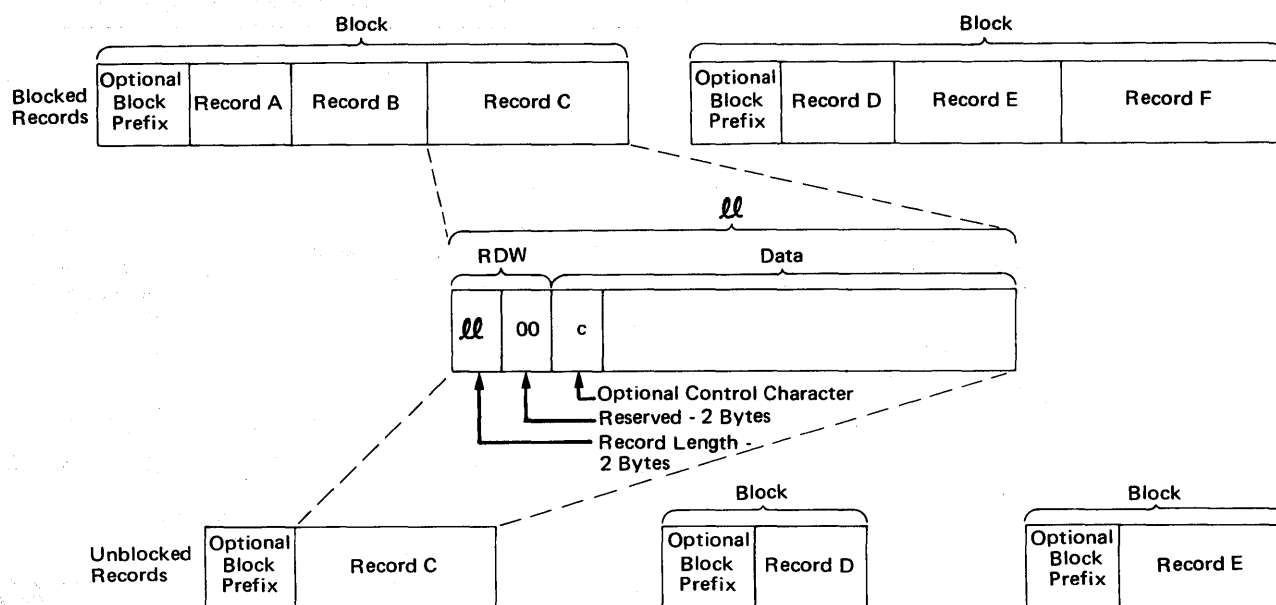 Block
Block
Blocked
Records
Optional
Block
Prefix
Record A
Record B
Record C
Optional
Block
Prefix
Record D
Record E
Record F
ℓℓ
RDW
Data
ℓℓ
00
c
Optional Control Character
Reserved - 2 Bytes
Record Length -
2 Bytes
Block
Block
Unblocked
Records
Optional
Block
Prefix
Record C
Optional
Block
Prefix
Record D
Optional
Block
Prefix
Record E